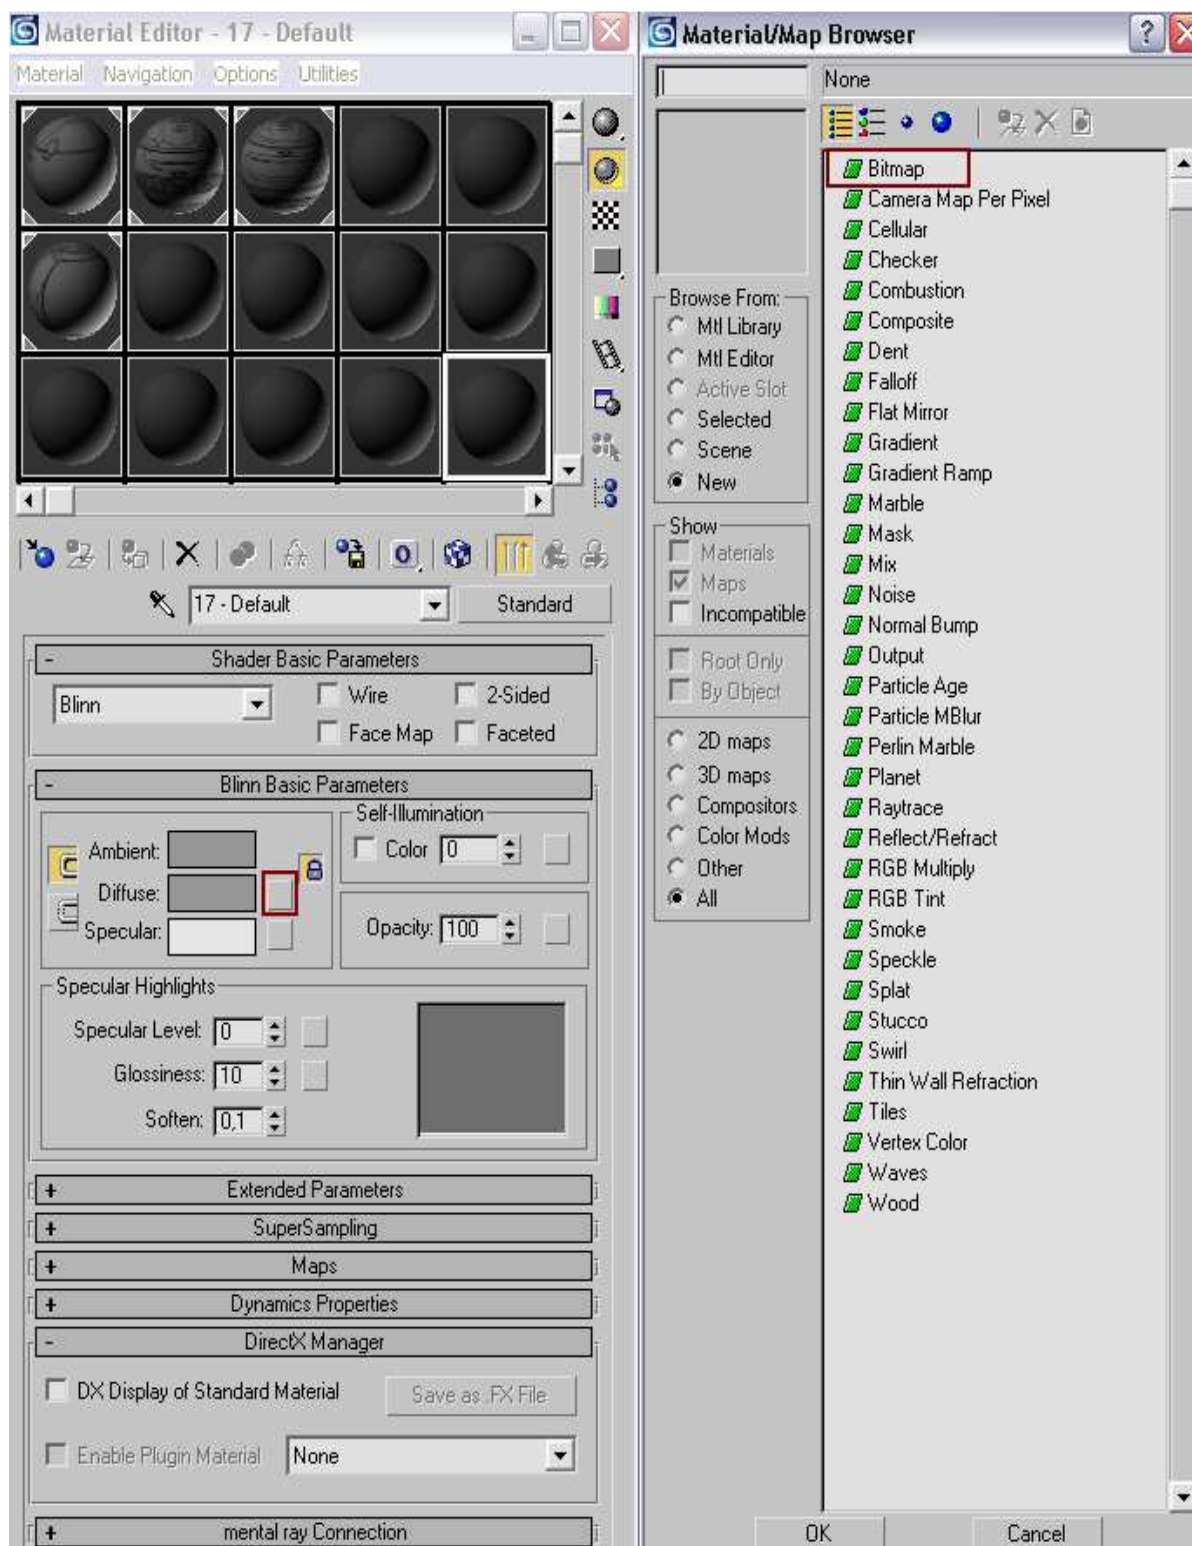 Material Editor - 17 - Default
Material Navigation Options Utilities
17 - Default
Standard
- Shader Basic Parameters
Blinn
Wire
2-Sided
Face Map
Faceted
- Blinn Basic Parameters
Ambient:
Diffuse:
Specular:
Self-Illumination
Color 0
Opacity: 100
Specular Highlights
Specular Level: 0
Glossiness: 10
Soften: 0,1
+ Extended Parameters
+ SuperSampling
+ Maps
+ Dynamics Properties
- DirectX Manager
DX Display of Standard Material
Save as .FX File
Enable Plugin Material
None
+ mental ray Connection
Material/Map Browser
None
Browse From:
Mtl Library
Mtl Editor
Active Slot
Selected
Scene
New
Show
Materials
Maps
Incompatible
Root Only
By Object
2D maps
3D maps
Compositors
Color Mods
Other
All
Bitmap
Camera Map Per Pixel
Cellular
Checker
Combustion
Composite
Dent
Falloff
Flat Mirror
Gradient
Gradient Ramp
Marble
Mask
Mix
Noise
Normal Bump
Output
Particle Age
Particle MBlur
Perlin Marble
Planet
Raytrace
Reflect/Refract
RGB Multiply
RGB Tint
Smoke
Speckle
Splat
Stucco
Swirl
Thin Wall Refraction
Tiles
Vertex Color
Waves
Wood
OK
Cancel